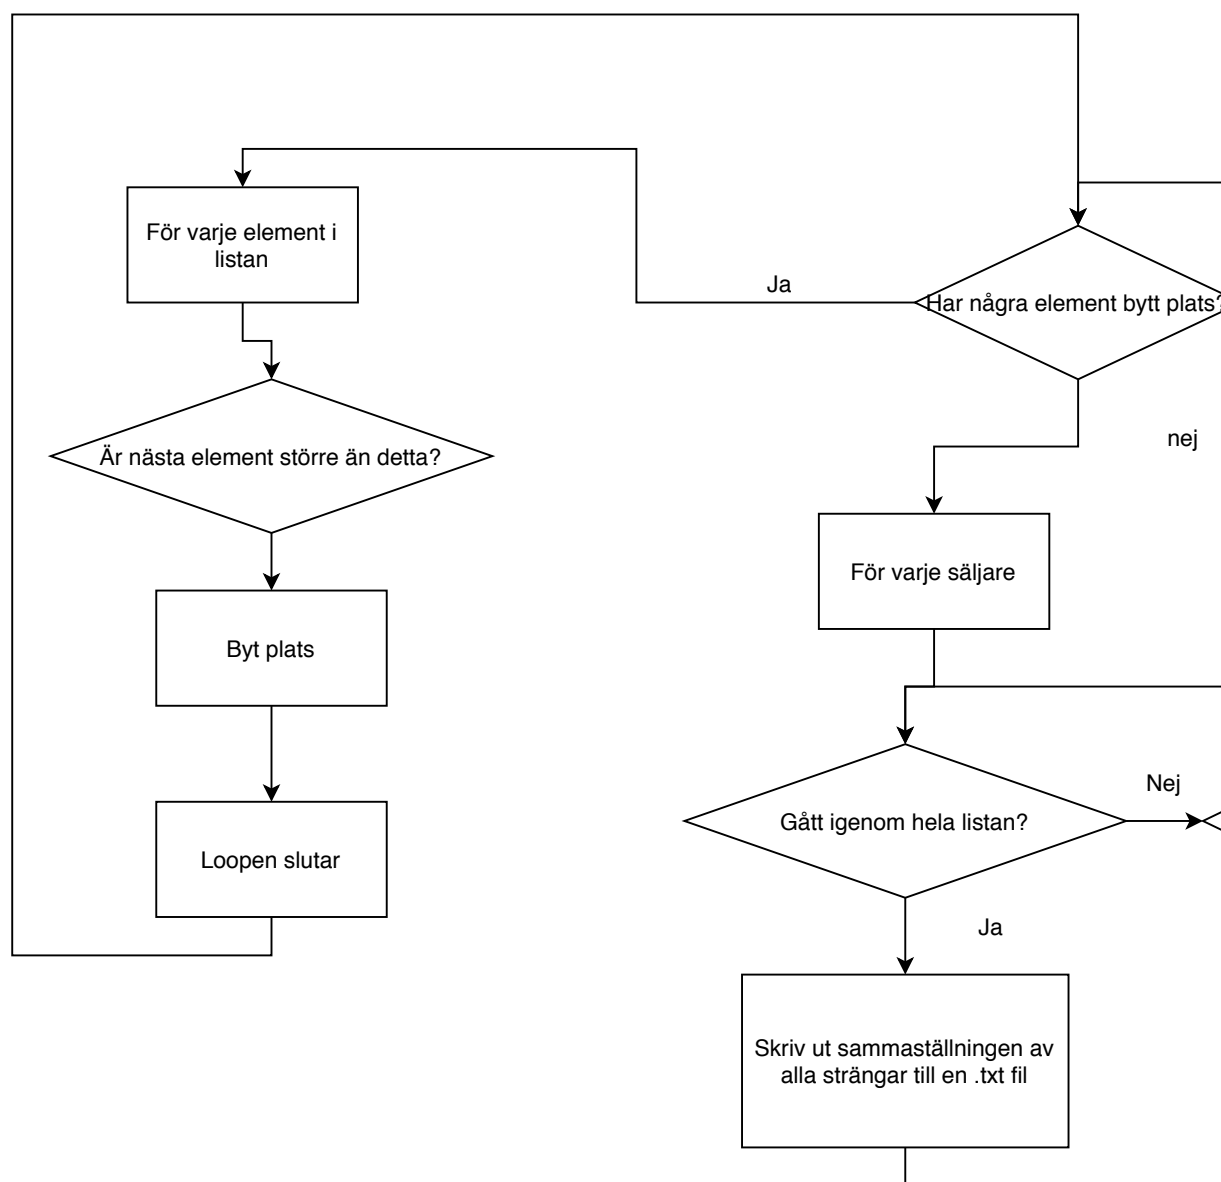 För varje element i
listan
Ja
Har några element bytt plats?
Är nästa element större än detta?
nej
Byt plats
För varje säljare
Loopen slutar
Nej
Gått igenom hela listan?
Ja
Skriv ut sammaställningen av
alla strängar till en .txt fil